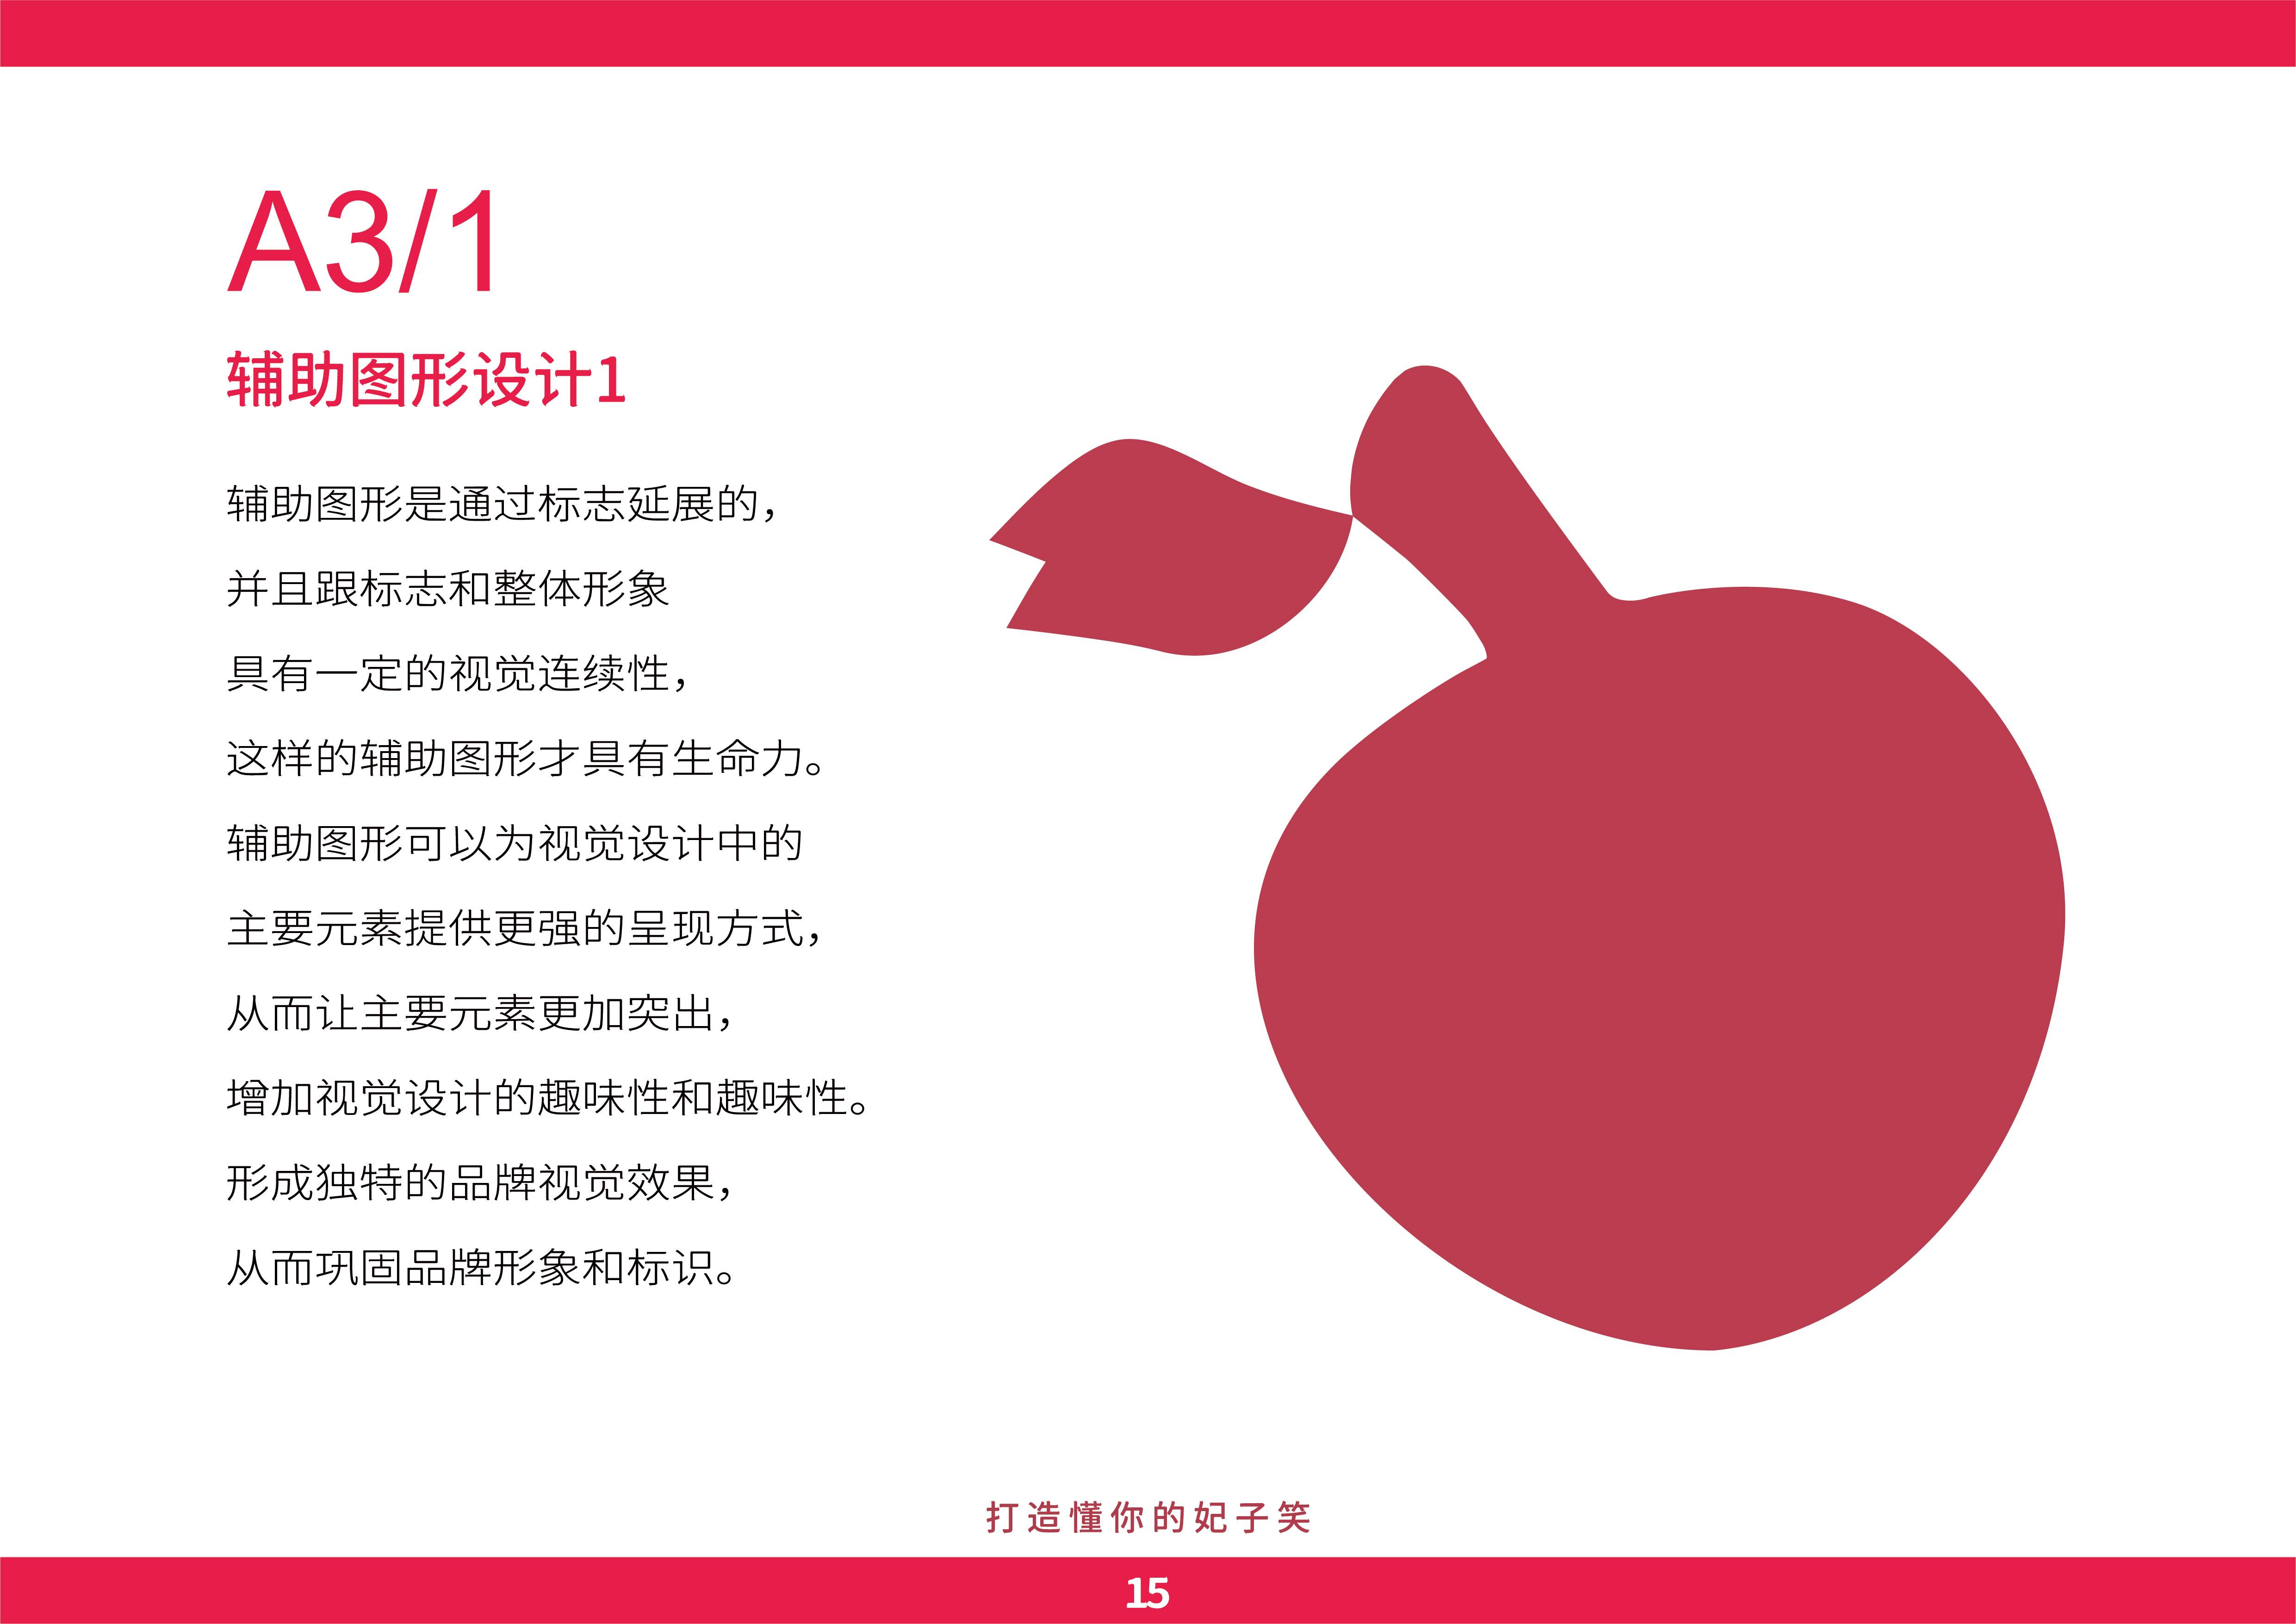 A3/1
辅助图形设计1
辅助图形是通过标志延展的，
并且跟标志和整体形象
具有一定的视觉连续性，
这样的辅助图形才具有生命力。
辅助图形可以为视觉设计中的
主要元素提供更强的呈现方式，
从而让主要元素更加突出，
增加视觉设计的趣味性和趣味性。
形成独特的品牌视觉效果，
从而巩固品牌形象和标识。
打造懂你的妃子笑
15